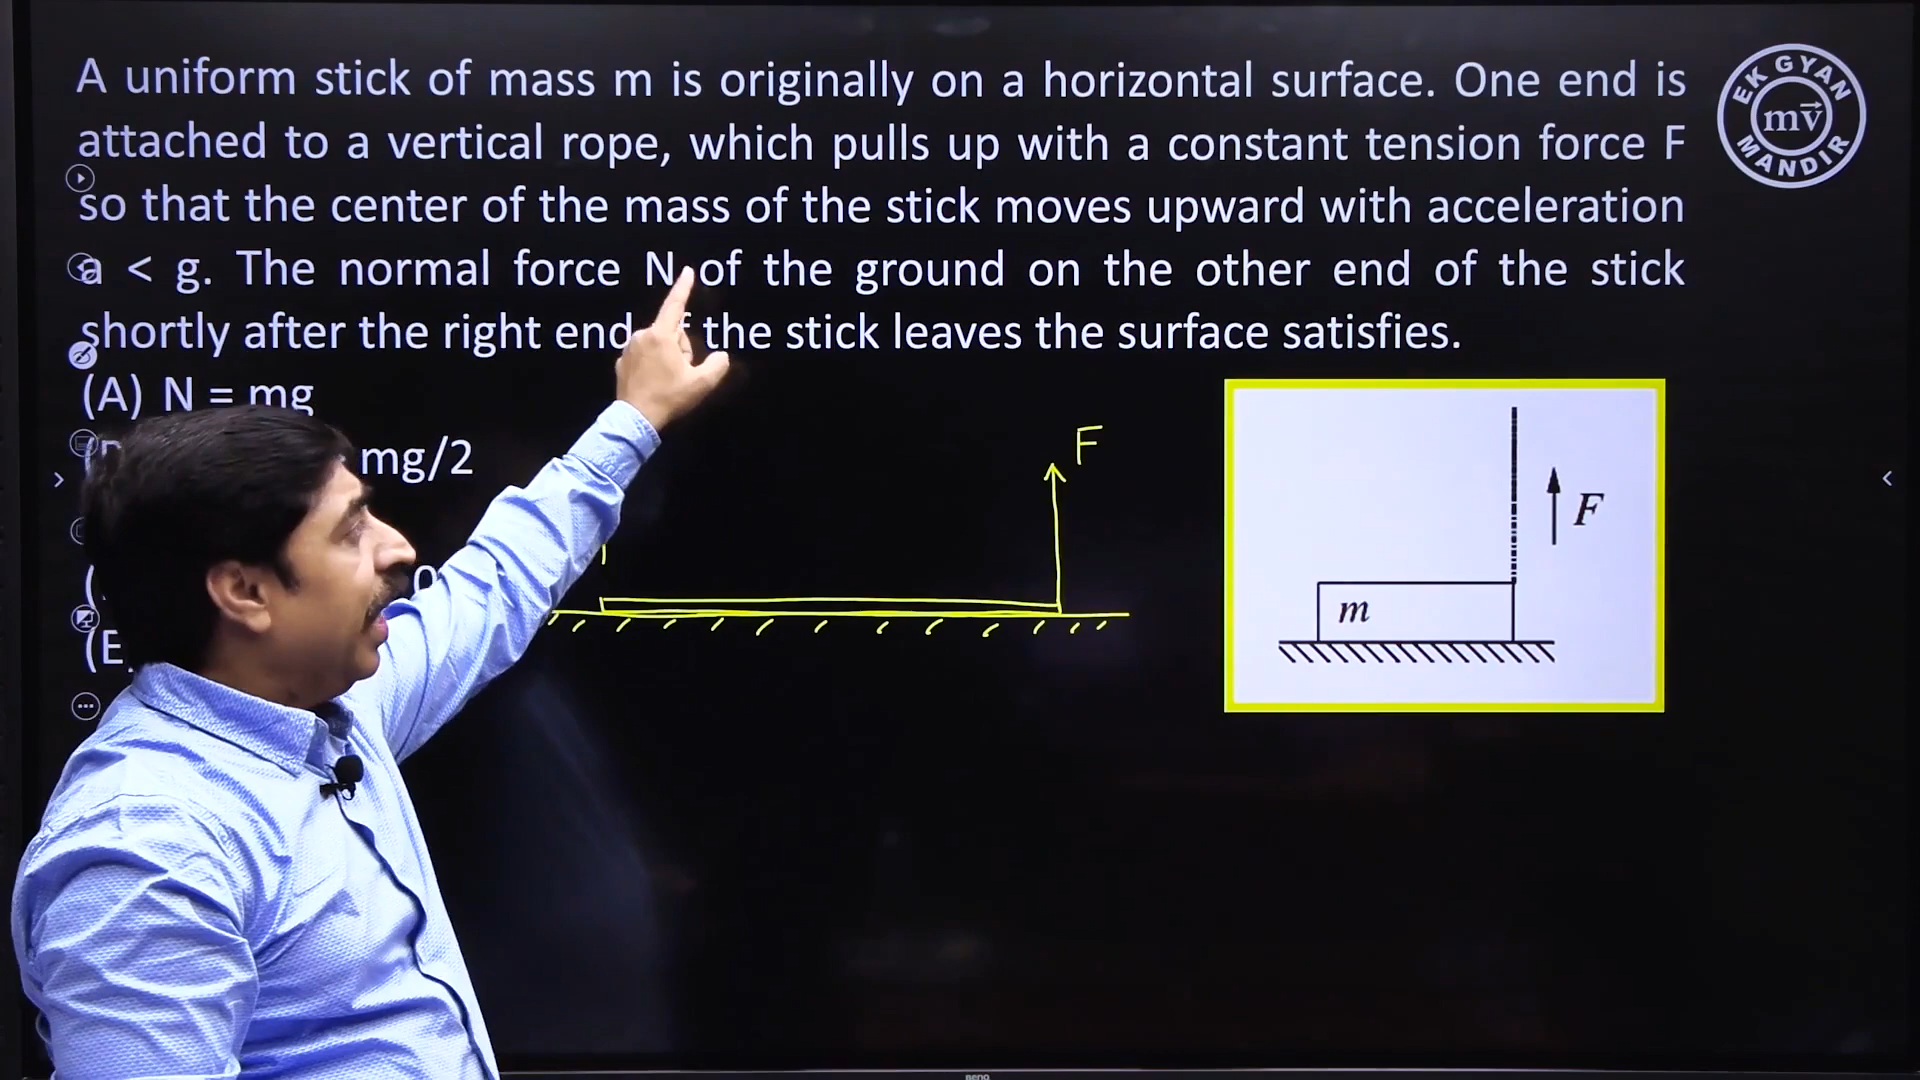 A uniform stick of mass m is originally on a horizontal surface. One end is
attached to a vertical rope, which pulls up with a constant tension force F
so that the center of the mass of the stick moves upward with acceleration
a < g. The normal force N of the ground on the other end of the stick
shortly after the right end the stick leaves the surface satisfies.
(A) N = mg
mg/2
0
(E
F
m
F
EK GYAN
mv⃗
MANDIR
BenQ